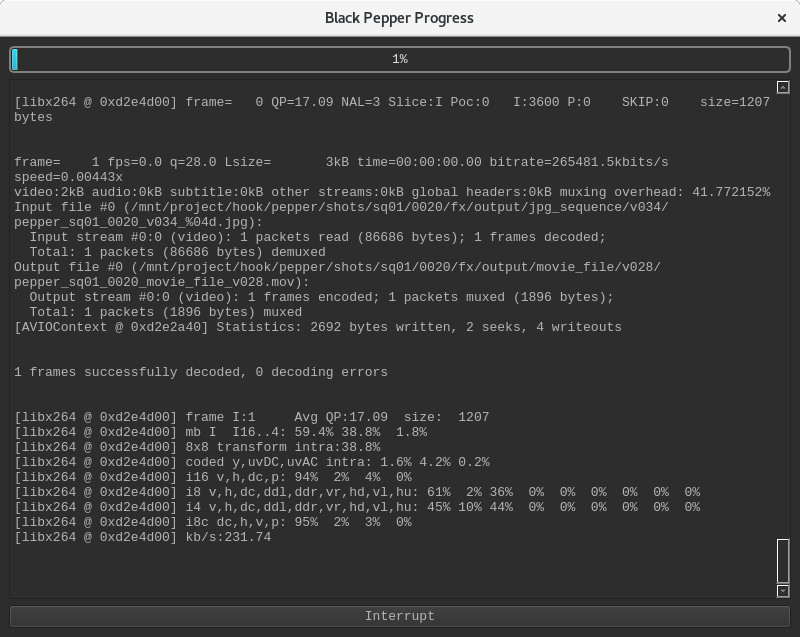 Black Pepper Progress
1%
[libx264 @ 0xd2e4d00] frame=   0 QP=17.09 NAL=3 Slice:I Poc:0   I:3600 P:0    SKIP:0    size=1207
bytes
frame=    1 fps=0.0 q=28.0 Lsize=       3kB time=00:00:00.00 bitrate=265481.5kbits/s
speed=0.00443x
video:2kB audio:0kB subtitle:0kB other streams:0kB global headers:0kB muxing overhead: 41.772152%
Input file #0 (/mnt/project/hook/pepper/shots/sq01/0020/fx/output/jpg_sequence/v034/
pepper_sq01_0020_v034_%04d.jpg):
  Input stream #0:0 (video): 1 packets read (86686 bytes); 1 frames decoded;
  Total: 1 packets (86686 bytes) demuxed
Output file #0 (/mnt/project/hook/pepper/shots/sq01/0020/fx/output/movie_file/v028/
pepper_sq01_0020_movie_file_v028.mov):
  Output stream #0:0 (video): 1 frames encoded; 1 packets muxed (1896 bytes);
  Total: 1 packets (1896 bytes) muxed
[AVIOContext @ 0xd2e2a40] Statistics: 2692 bytes written, 2 seeks, 4 writeouts
1 frames successfully decoded, 0 decoding errors
[libx264 @ 0xd2e4d00] frame I:1     Avg QP:17.09  size:  1207
[libx264 @ 0xd2e4d00] mb I  I16..4: 59.4% 38.8%  1.8%
[libx264 @ 0xd2e4d00] 8x8 transform intra:38.8%
[libx264 @ 0xd2e4d00] coded y,uvDC,uvAC intra: 1.6% 4.2% 0.2%
[libx264 @ 0xd2e4d00] i16 v,h,dc,p: 94%  2%  4%  0%
[libx264 @ 0xd2e4d00] i8 v,h,dc,ddl,ddr,vr,hd,vl,hu: 61%  2% 36%  0%  0%  0%  0%  0%  0%
[libx264 @ 0xd2e4d00] i4 v,h,dc,ddl,ddr,vr,hd,vl,hu: 45% 10% 44%  0%  0%  0%  0%  0%  0%
[libx264 @ 0xd2e4d00] i8c dc,h,v,p: 95%  2%  3%  0%
[libx264 @ 0xd2e4d00] kb/s:231.74
Interrupt